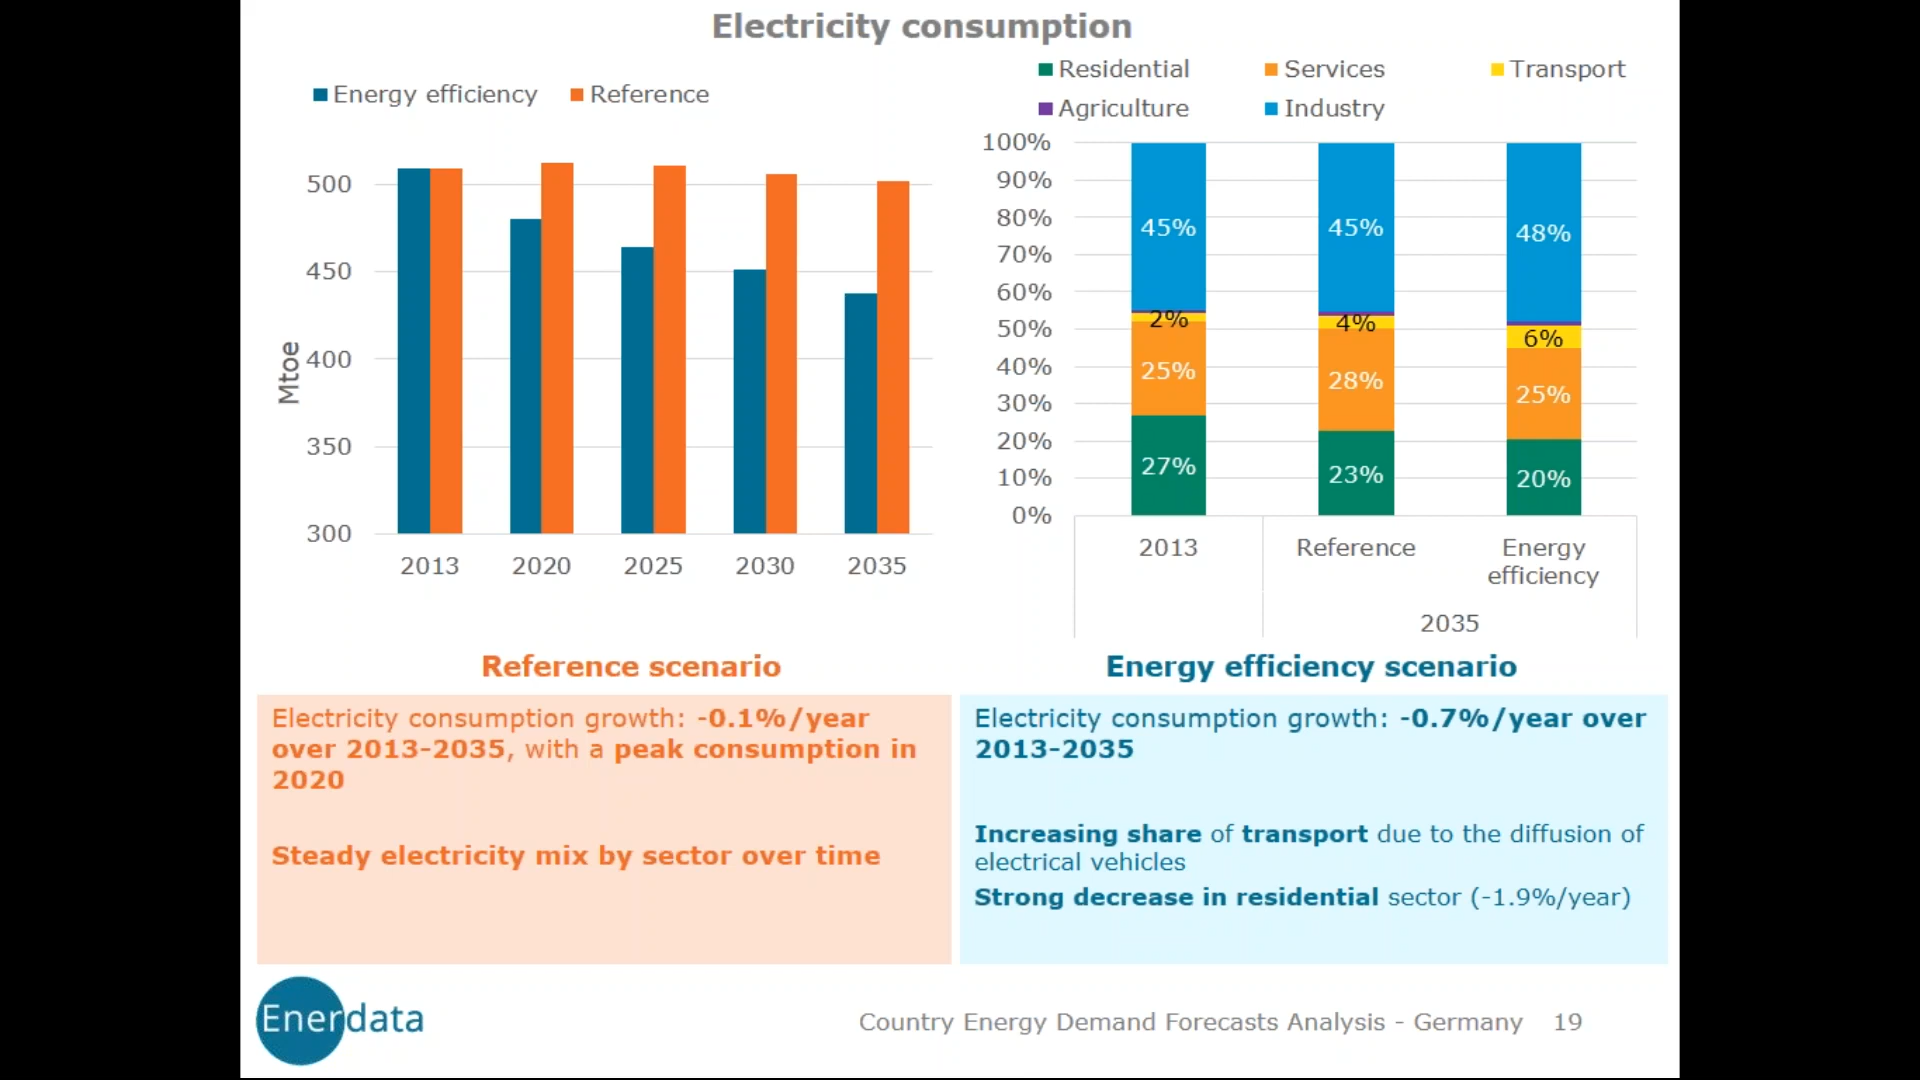 Electricity consumption
Energy efficiency Reference
500
450
400
350
300
Mtoe
2013 2020 2025 2030 2035
Residential Services Transport
Agriculture Industry
100%
90%
80%
70%
60%
50%
40%
30%
20%
10%
0%
45% 45% 48%
2% 4% 6%
25% 28% 25%
27% 23% 20%
2013 Reference Energy
efficiency
2035
Reference scenario
Electricity consumption growth: -0.1%/year
over 2013-2035, with a peak consumption in
2020
Steady electricity mix by sector over time
Energy efficiency scenario
Electricity consumption growth: -0.7%/year over
2013-2035
Increasing share of transport due to the diffusion of
electrical vehicles
Strong decrease in residential sector (-1.9%/year)
Enerdata
Country Energy Demand Forecasts Analysis - Germany 19